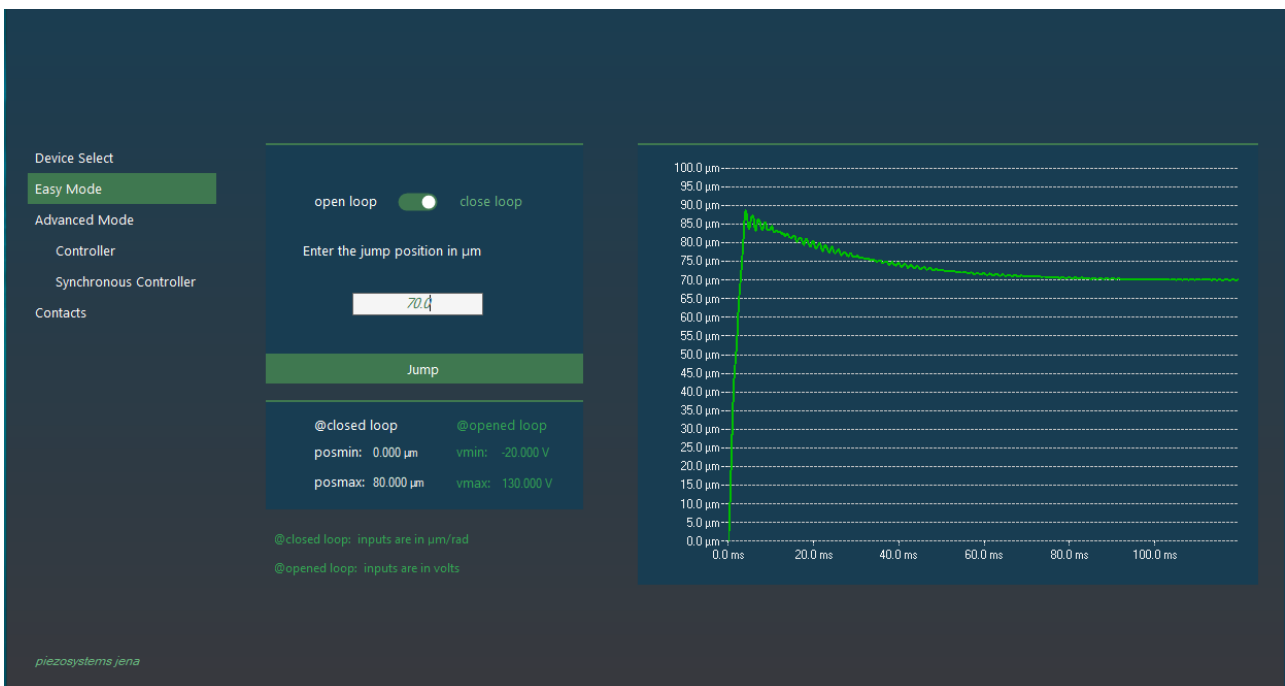 Device Select
Easy Mode
Advanced Mode
Controller
Synchronous Controller
Contacts
open loop close loop
Enter the jump position in µm
70.0
Jump
@closed loop @opened loop
posmin: 0.000 µm vmin: -20.000 V
posmax: 80.000 µm vmax: 130.000 V
@closed loop: inputs are in µm/rad
@opened loop: inputs are in volts
100.0 µm
95.0 µm
90.0 µm
85.0 µm
80.0 µm
75.0 µm
70.0 µm
65.0 µm
60.0 µm
55.0 µm
50.0 µm
45.0 µm
40.0 µm
35.0 µm
30.0 µm
25.0 µm
20.0 µm
15.0 µm
10.0 µm
5.0 µm
0.0 µm
0.0 ms 20.0 ms 40.0 ms 60.0 ms 80.0 ms 100.0 ms
piezosystems jena